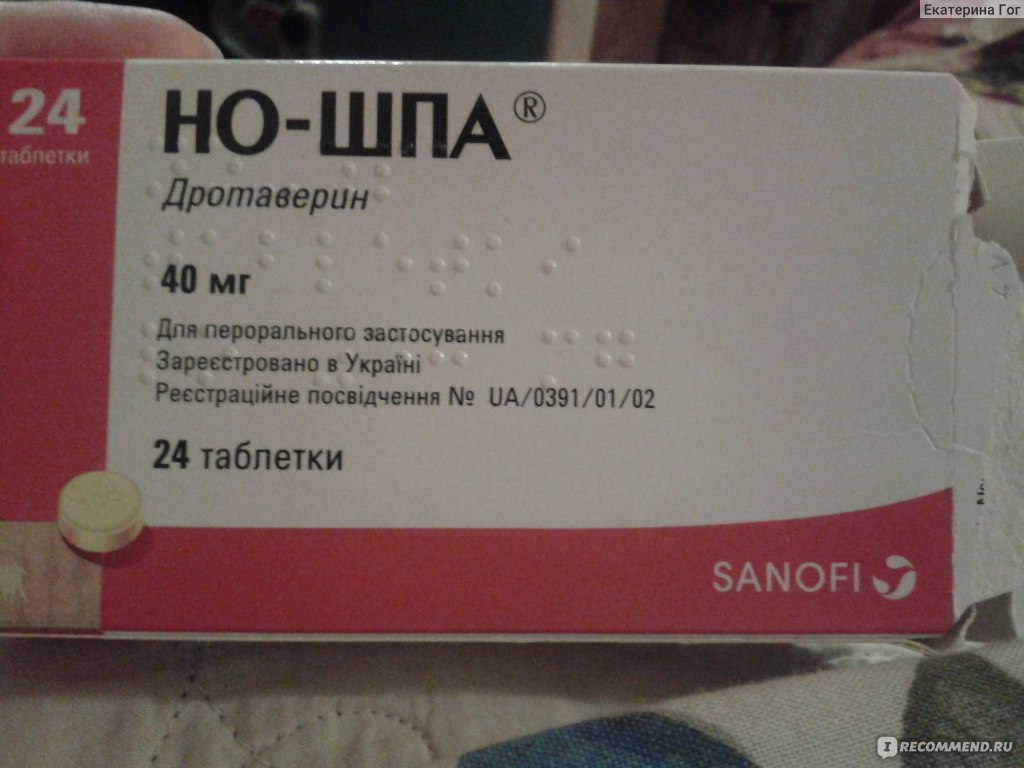 Екатерина Гог
24
таблетки
НО-ШПА®
Дротаверин
40 мг
Для перорального застосування
Зареєстровано в Україні
Реєстраційне посвідчення № UA/0391/01/02
24 таблетки
SANOFI
IRECOMMEND.RU